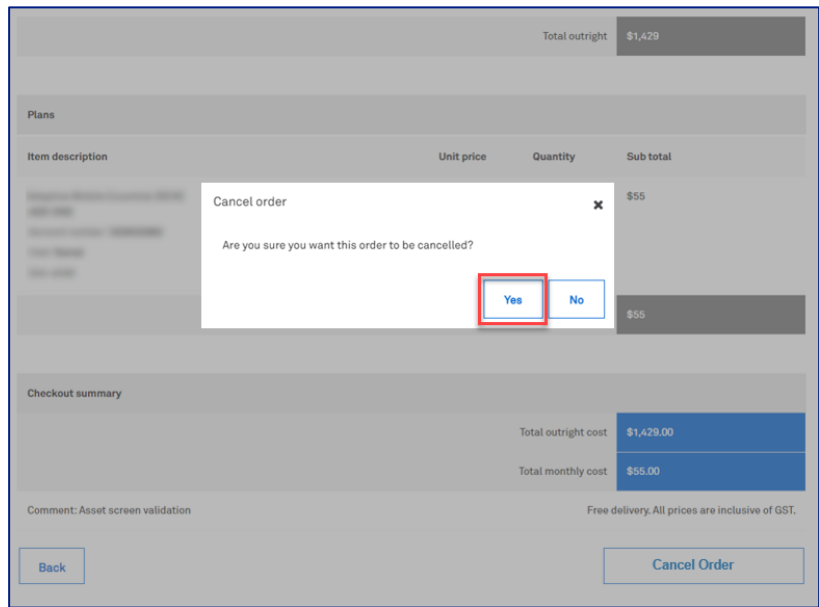 Total outright $1,429
Plans
Item description Unit price Quantity Sub total
$55
Cancel order
Are you sure you want this order to be cancelled?
Yes No
$55
Checkout summary
Total outright cost $1,429.00
Total monthly cost $55.00
Comment: Asset screen validation Free delivery. All prices are inclusive of GST.
Back Cancel Order